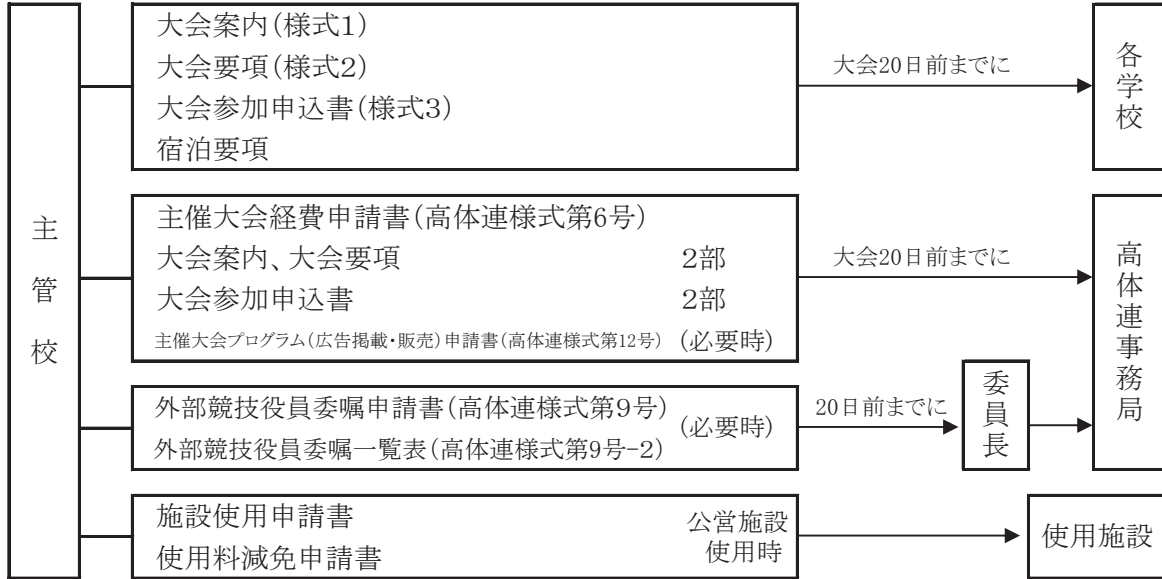 主管校
大会案内(様式1)
大会要項(様式2)
大会参加申込書(様式3)
宿泊要項
大会20日前までに
各学校
主催大会経費申請書(高体連様式第6号)
大会案内、大会要項 2部
大会参加申込書 2部
主催大会プログラム(広告掲載・販売)申請書(高体連様式第12号) (必要時)
大会20日前までに
高体連事務局
外部競技役員委嘱申請書(高体連様式第9号)
外部競技役員委嘱一覧表(高体連様式第9号-2)
(必要時)
20日前までに
委員長
施設使用申請書
使用料減免申請書
公営施設
使用時
使用施設